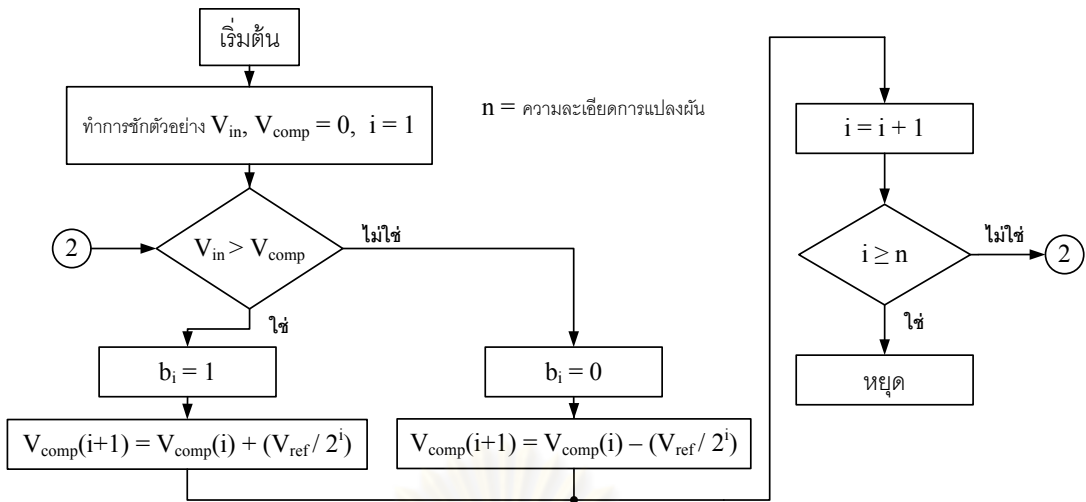 เริ่มต้น
ทำการชักตัวอย่าง V_in, V_comp = 0, i = 1
n = ความละเอียดการแปลงผัน
2
V_in > V_comp
ไม่ใช่
ใช่
b_i = 1
b_i = 0
V_comp(i+1) = V_comp(i) + (V_ref / 2^i)
V_comp(i+1) = V_comp(i) – (V_ref / 2^i)
i = i + 1
i ≥ n
ไม่ใช่
2
ใช่
หยุด